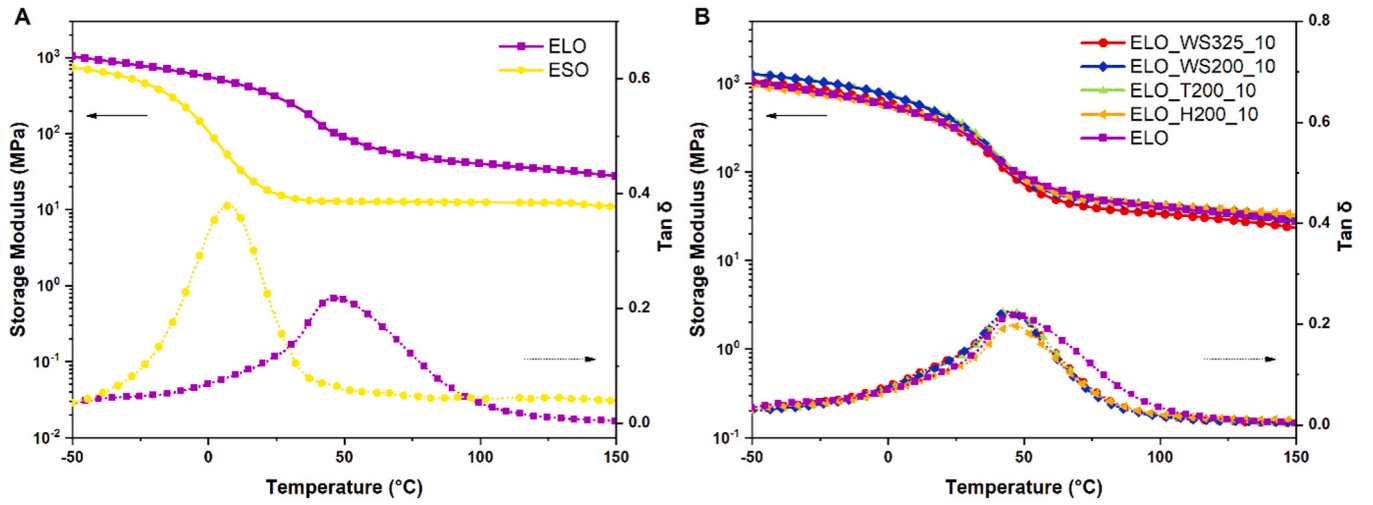 A
ELO
ESO
Storage Modulus (MPa)
10³
10²
10¹
10⁰
10⁻¹
10⁻²
Tan δ
0.6
0.4
0.2
0.0
-50
0
50
100
150
Temperature (°C)
B
ELO_WS325_10
ELO_WS200_10
ELO_T200_10
ELO_H200_10
ELO
Storage Modulus (MPa)
10³
10²
10¹
10⁰
10⁻¹
Tan δ
0.8
0.6
0.4
0.2
0.0
-50
0
50
100
150
Temperature (°C)